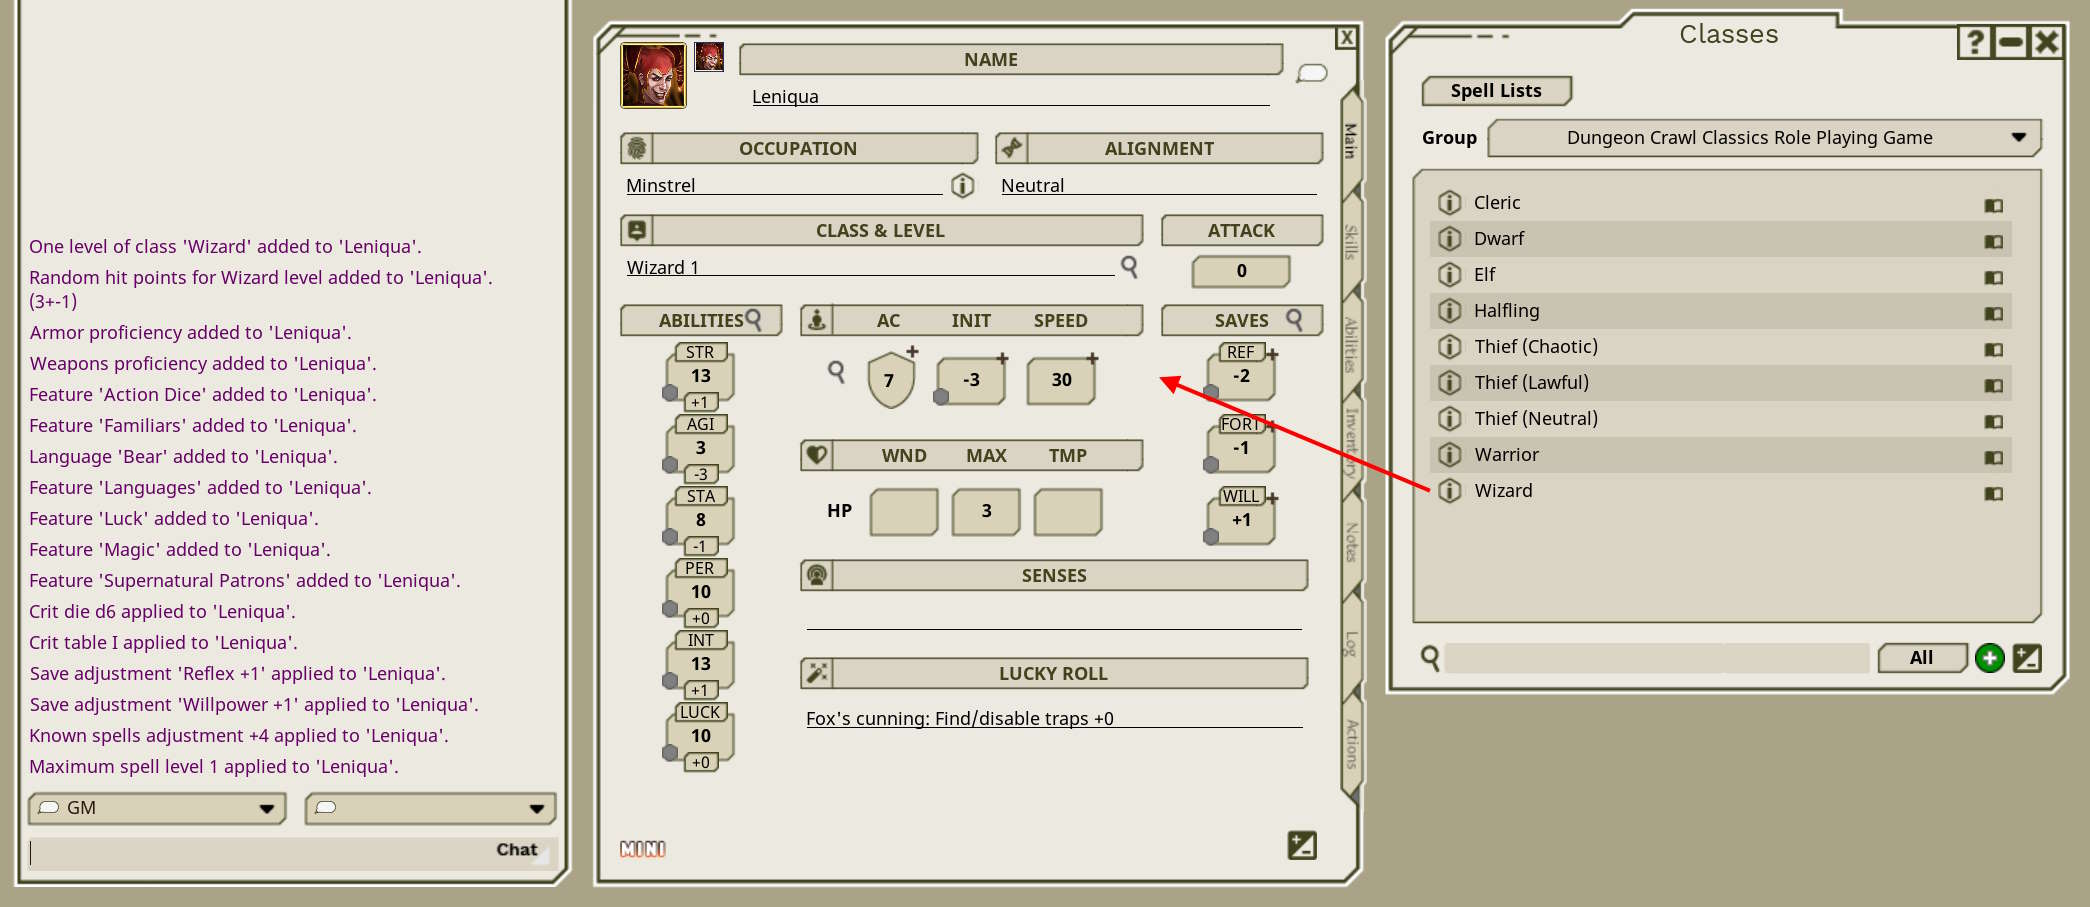 One level of class 'Wizard' added to 'Leniqua'.
Random hit points for Wizard level added to 'Leniqua'.
(3+-1)
Armor proficiency added to 'Leniqua'.
Weapons proficiency added to 'Leniqua'.
Feature 'Action Dice' added to 'Leniqua'.
Feature 'Familiars' added to 'Leniqua'.
Language 'Bear' added to 'Leniqua'.
Feature 'Languages' added to 'Leniqua'.
Feature 'Luck' added to 'Leniqua'.
Feature 'Magic' added to 'Leniqua'.
Feature 'Supernatural Patrons' added to 'Leniqua'.
Crit die d6 applied to 'Leniqua'.
Crit table I applied to 'Leniqua'.
Save adjustment 'Reflex +1' applied to 'Leniqua'.
Save adjustment 'Willpower +1' applied to 'Leniqua'.
Known spells adjustment +4 applied to 'Leniqua'.
Maximum spell level 1 applied to 'Leniqua'.
GM
Chat
X
NAME
Leniqua
OCCUPATION ALIGNMENT
Minstrel Neutral
CLASS & LEVEL ATTACK
Wizard 1 0
ABILITIES AC INIT SPEED SAVES
STR
13
+1
AGI
3
-3
STA
8
-1
PER
10
+0
INT
13
+1
LUCK
10
+0
7 -3 30
WND MAX TMP
HP 3
SENSES
LUCKY ROLL
Fox's cunning: Find/disable traps +0
REF
-2
FORT
-1
WILL
+1
MINI
Main
Skills
Abilities
Inventory
Notes
Log
Actions
Classes
?
Spell Lists
Group Dungeon Crawl Classics Role Playing Game
Cleric
Dwarf
Elf
Halfling
Thief (Chaotic)
Thief (Lawful)
Thief (Neutral)
Warrior
Wizard
All